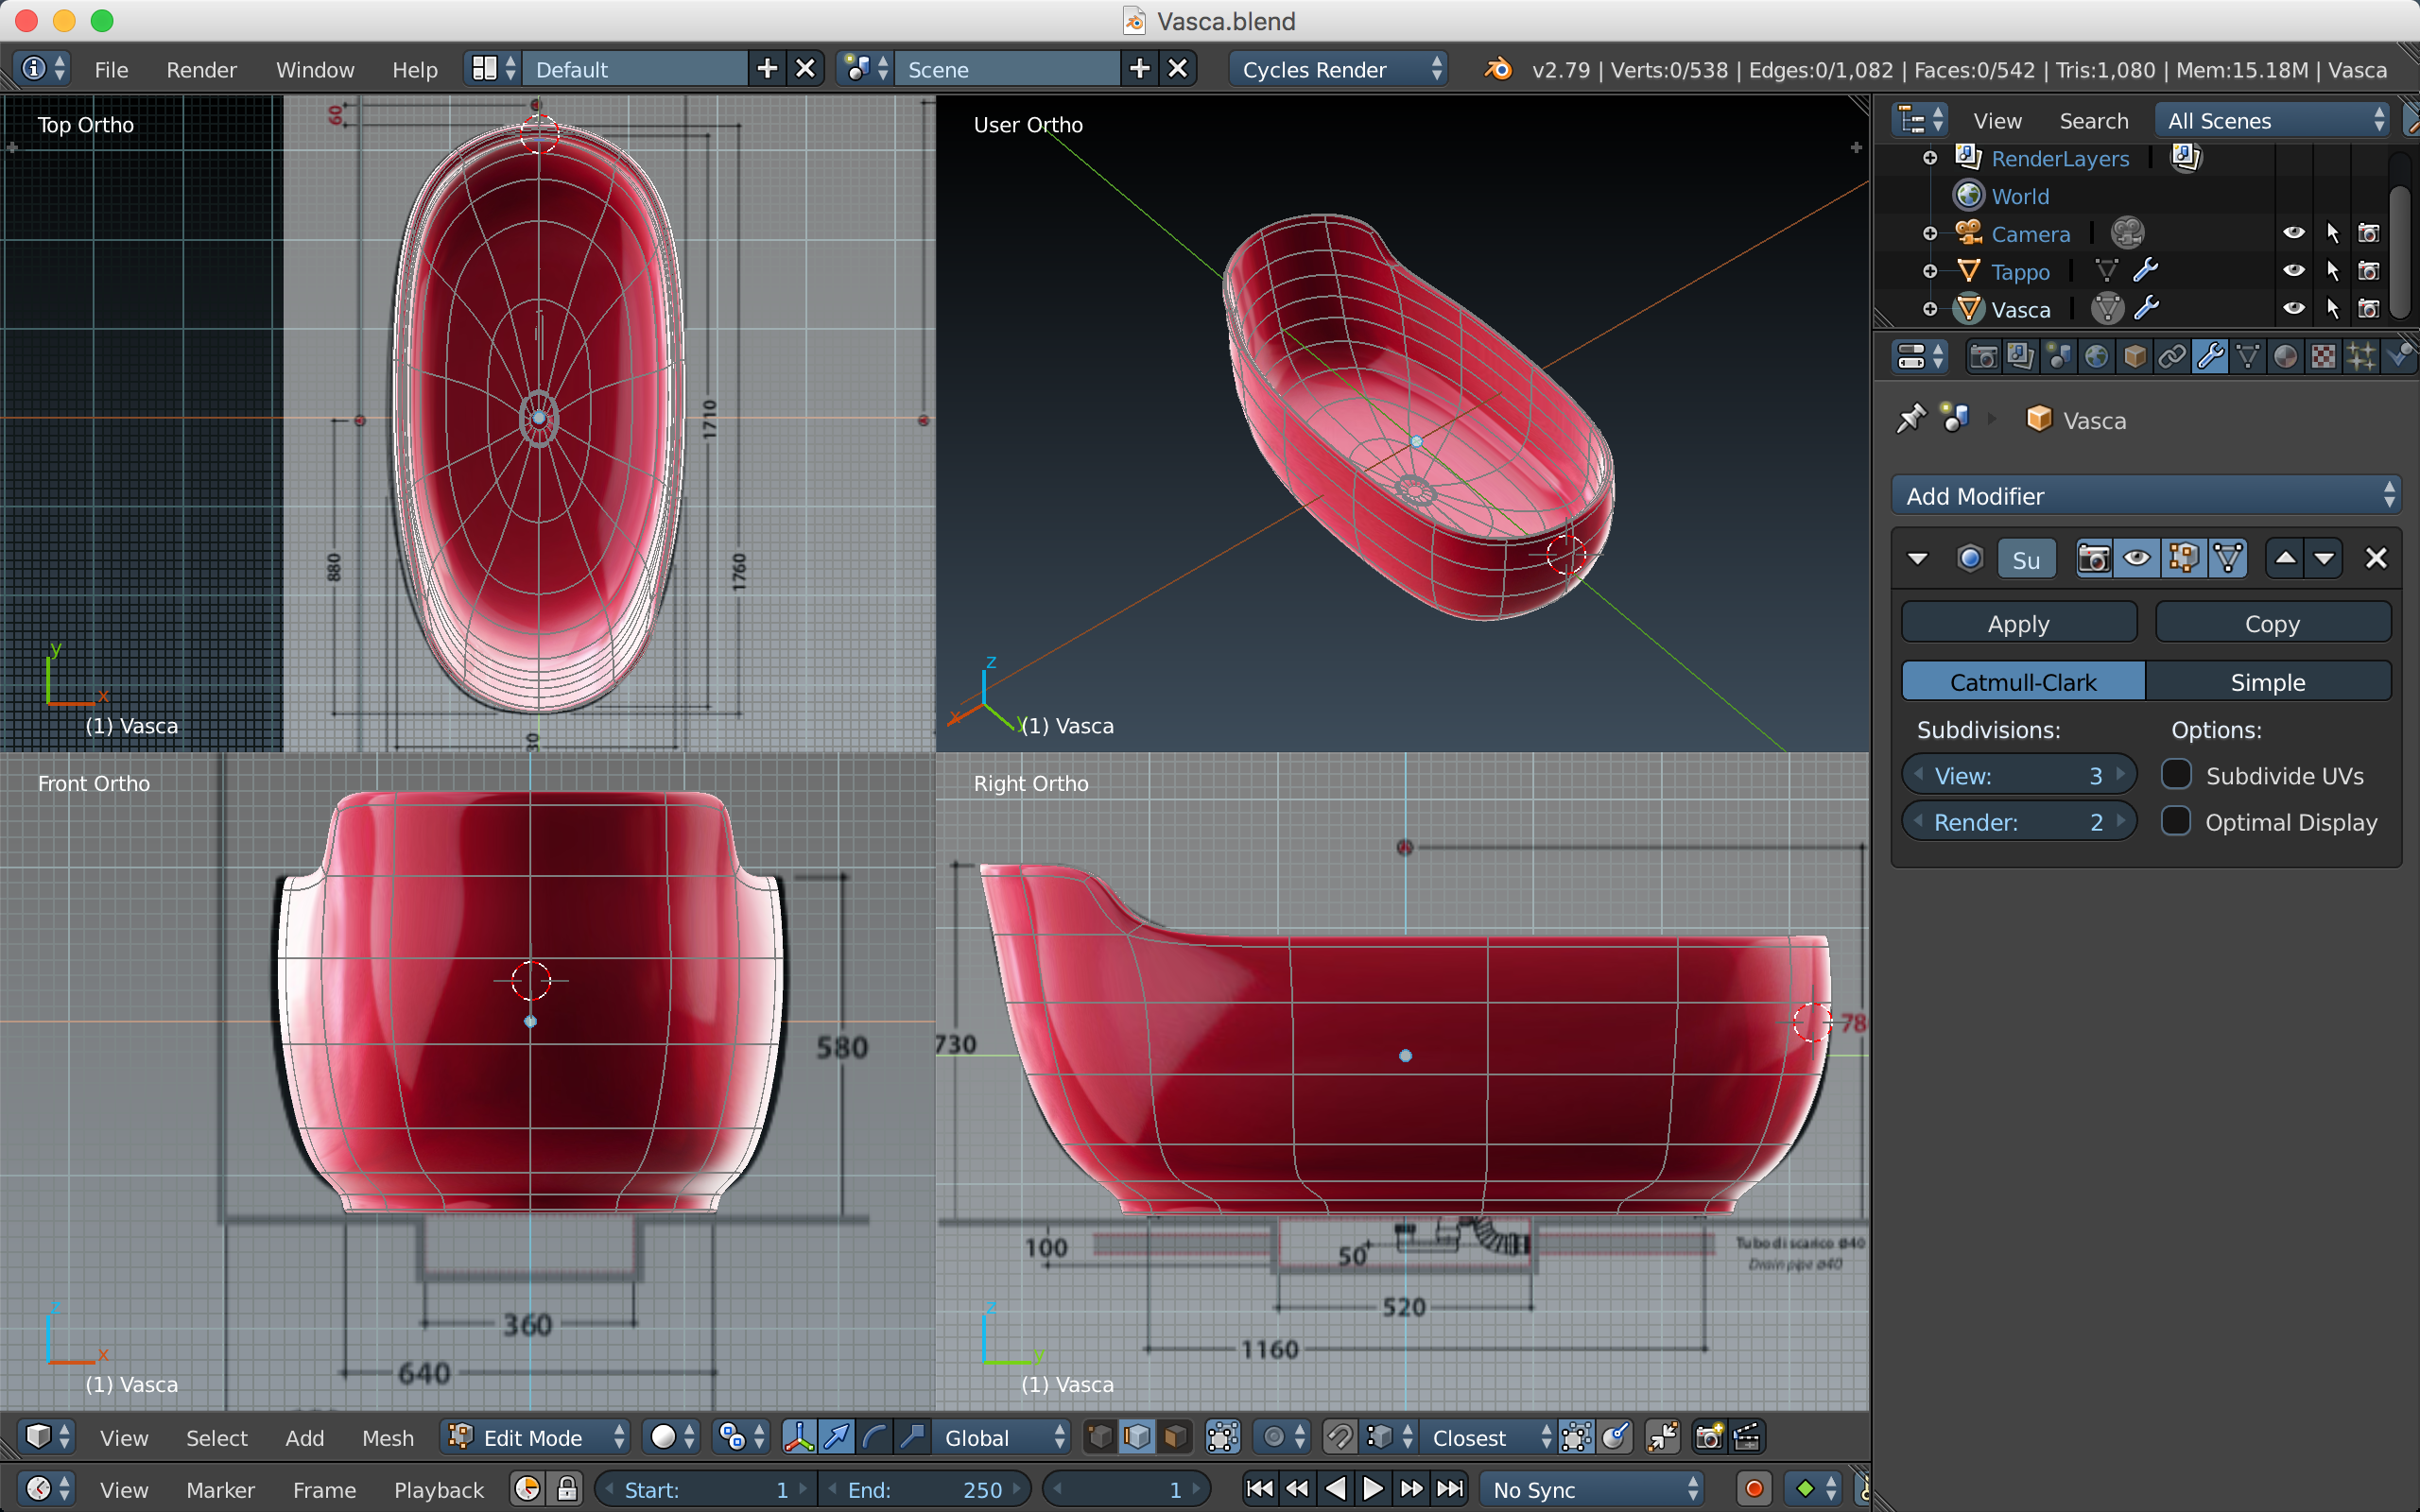 Vasca.blend
File Render Window Help Default Scene Cycles Render v2.79 | Verts:0/538 | Edges:0/1,082 | Faces:0/542 | Tris:1,080 | Mem:15.18M | Vasca
Top Ortho
60
1710
880
1760
y
x
(1) Vasca
User Ortho
z
x
y
(1) Vasca
Front Ortho
580
360
640
z
x
(1) Vasca
Right Ortho
730
78
100
50
Tubo di scarico ø40
Drain pipe ø40
520
1160
z
y
(1) Vasca
View Search All Scenes
RenderLayers
World
Camera
Tappo
Vasca
Vasca
Add Modifier
Su
Apply Copy
Catmull-Clark Simple
Subdivisions: Options:
View: 3 Subdivide UVs
Render: 2 Optimal Display
View Select Add Mesh Edit Mode Global Closest
View Marker Frame Playback Start: 1 End: 250 1 No Sync